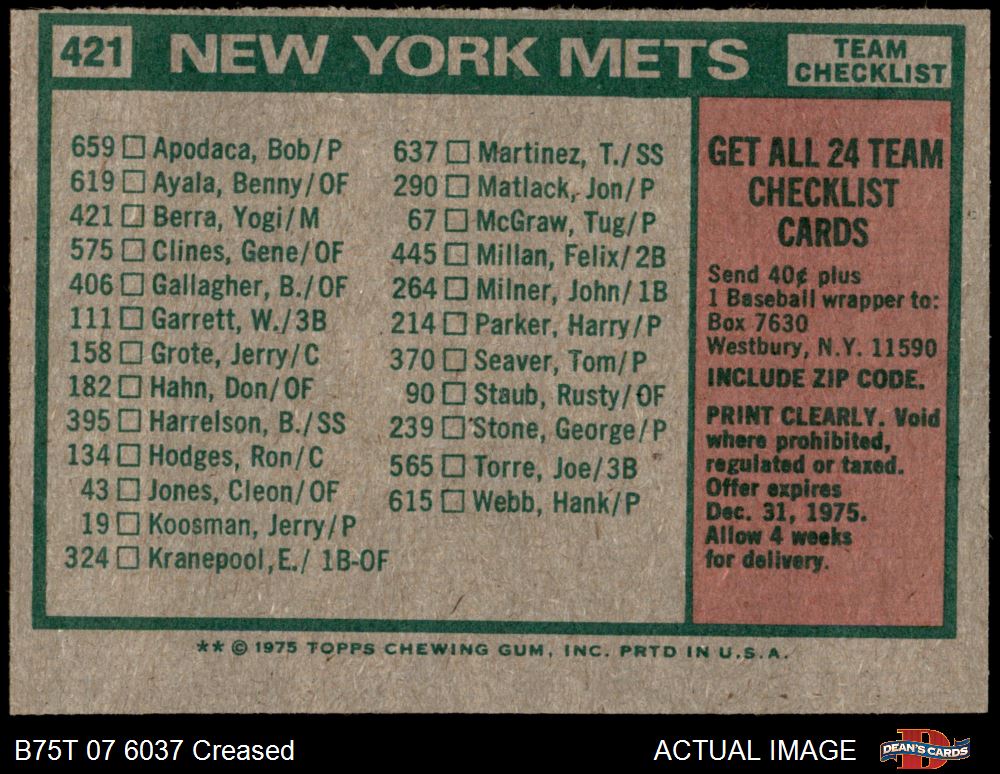 421 NEW YORK METS
TEAM
CHECKLIST
659 □ Apodaca, Bob/P
619 □ Ayala, Benny/OF
421 □ Berra, Yogi/M
575 □ Clines, Gene/OF
406 □ Gallagher, B./OF
111 □ Garrett, W./3B
158 □ Grote, Jerry/C
182 □ Hahn, Don/OF
395 □ Harrelson, B./SS
134 □ Hodges, Ron/C
43 □ Jones, Cleon/OF
19 □ Koosman, Jerry/P
324 □ Kranepool,E./ 1B-OF
637 □ Martinez, T./SS
290 □ Matlack, Jon/P
67 □ McGraw, Tug/P
445 □ Millan, Felix/2B
264 □ Milner, John/1B
214 □ Parker, Harry/P
370 □ Seaver, Tom/P
90 □ Staub, Rusty/OF
239 □ Stone, George/P
565 □ Torre, Joe/3B
615 □ Webb, Hank/P
GET ALL 24 TEAM
CHECKLIST
CARDS
Send 40¢ plus
1 Baseball wrapper to:
Box 7630
Westbury, N.Y. 11590
INCLUDE ZIP CODE.
PRINT CLEARLY. Void
where prohibited,
regulated or taxed.
Offer expires
Dec. 31, 1975.
Allow 4 weeks
for delivery.
** © 1975 TOPPS CHEWING GUM, INC. PRTD IN U.S.A.
B75T 07 6037 Creased
ACTUAL IMAGE
DEAN'S CARDS